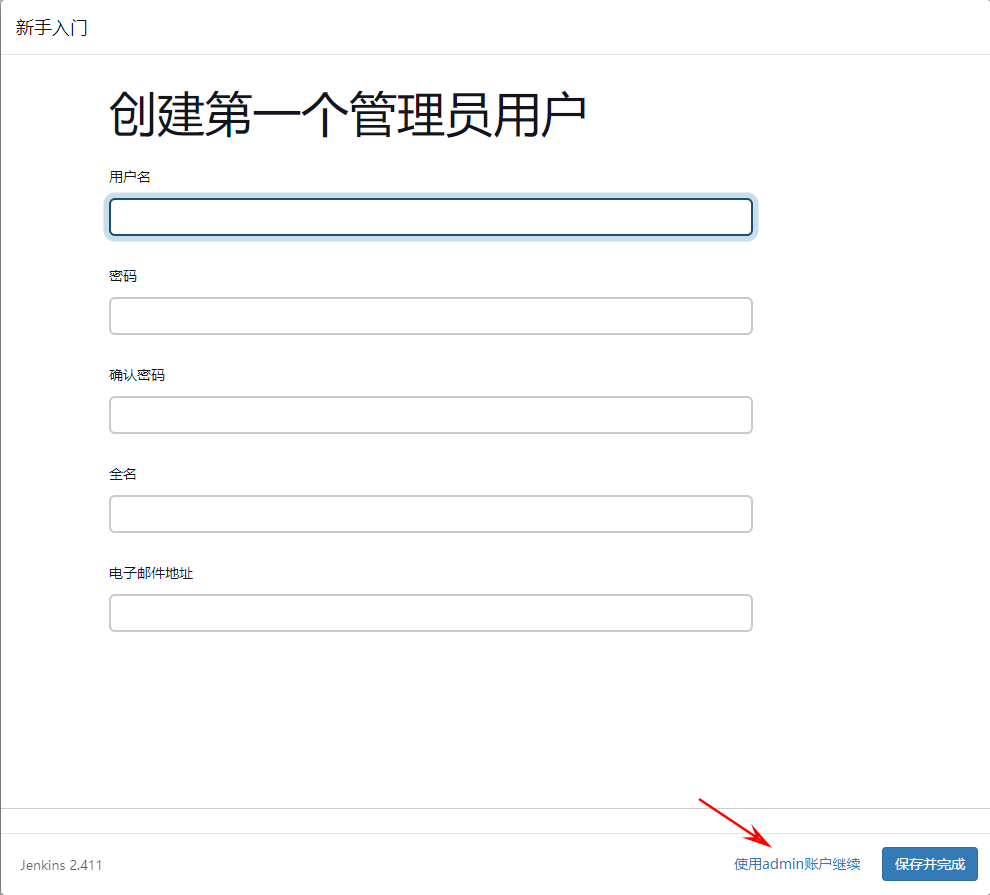 新手入门
创建第一个管理员用户
用户名
密码
确认密码
全名
电子邮件地址
Jenkins 2.411
使用admin账户继续
保存并完成